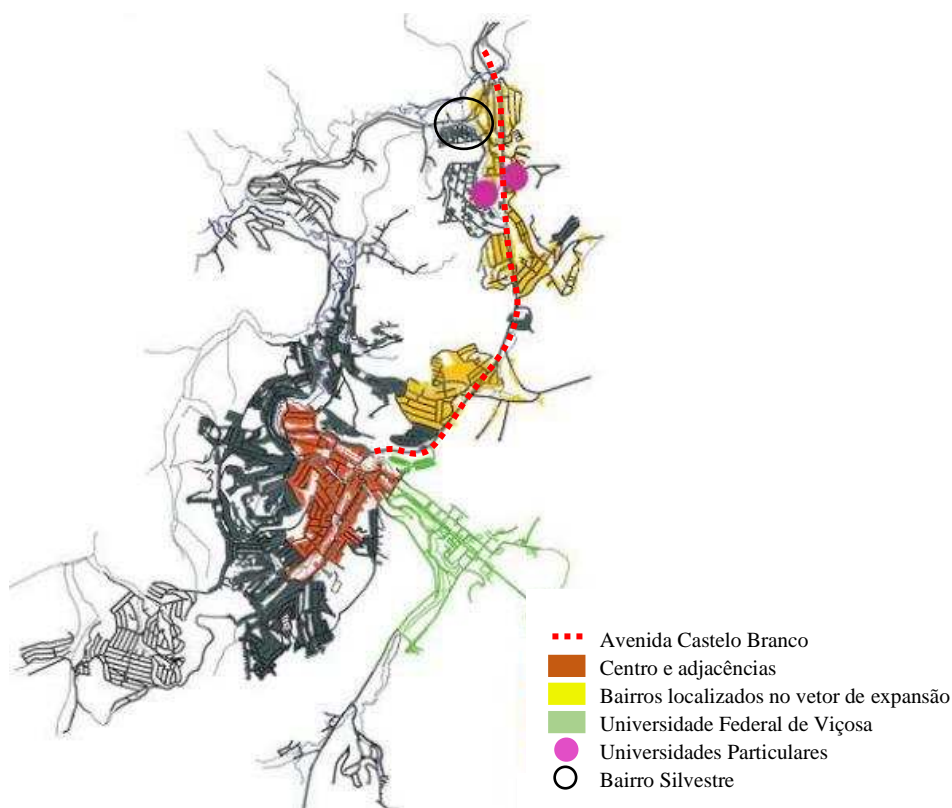 Avenida Castelo Branco
Centro e adjacências
Bairros localizados no vetor de expansão
Universidade Federal de Viçosa
Universidades Particulares
Bairro Silvestre